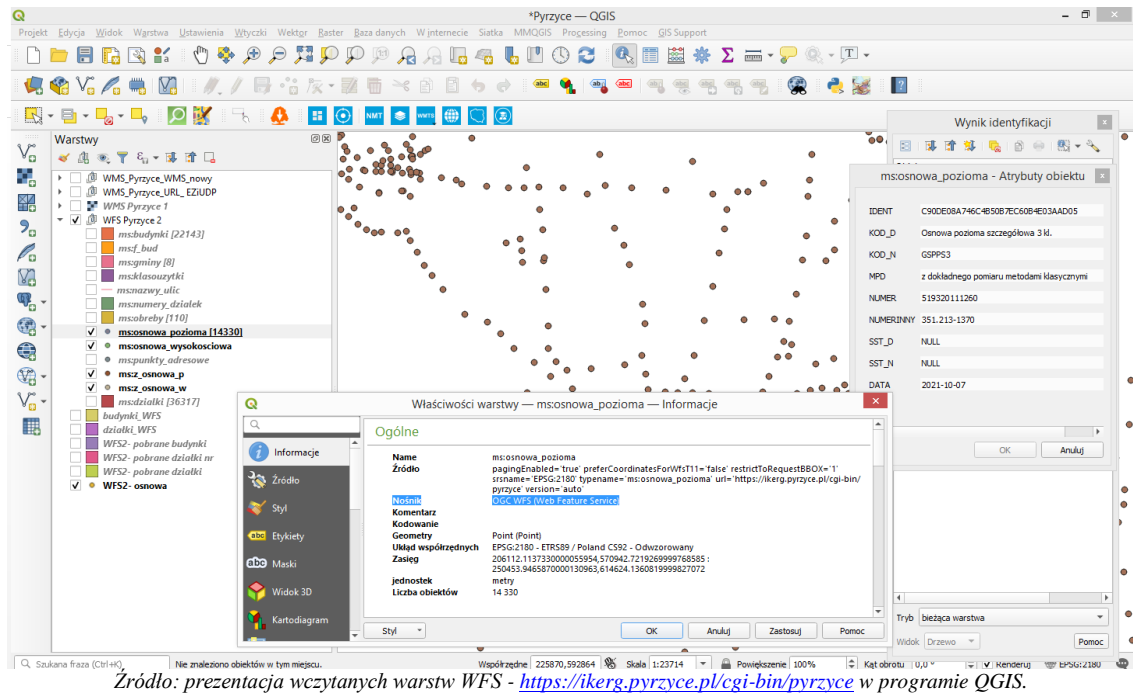 *Pyrzyce — QGIS
Projekt Edycja Widok Warstwa Ustawienia Wtyczki Wektor Raster Baza danych W internecie Siatka MMQGIS Processing Pomoc GIS Support
NMT WMTS
Warstwy
WMS_Pyrzyce_WMS_nowy
WMS_Pyrzyce_URL_EZiUDP
WMS Pyrzyce 1
WFS Pyrzyce 2
ms:budynki [22143]
ms:f_bud
ms:gminy [8]
ms:klasouzytki
ms:nazwy_ulic
ms:numery_dzialek
ms:obreby [110]
ms:osnowa_pozioma [14330]
ms:osnowa_wysokosciowa
ms:punkty_adresowe
ms:z_osnowa_p
ms:z_osnowa_w
ms:dzialki [36317]
budynki_WFS
działki_WFS
WFS2- pobrane budynki
WFS2- pobrane działki nr
WFS2- pobrane działki
WFS2- osnowa
Wynik identyfikacji
ms:osnowa_pozioma - Atrybuty obiektu
IDENT C90DE08A746C4B50B7EC60B4E03AAD05
KOD_D Osnowa pozioma szczegółowa 3 kl.
KOD_N GSPPS3
MPD z dokładnego pomiaru metodami klasycznymi
NUMER 519320111260
NUMERINNY 351.213-1370
SST_D NULL
SST_N NULL
DATA 2021-10-07
OK Anuluj
Właściwości warstwy — ms:osnowa_pozioma — Informacje
Informacje
Źródło
Styl
Etykiety
Maski
Widok 3D
Kartodiagram
Ogólne
Name ms:osnowa_pozioma
Źródło pagingEnabled='true' preferCoordinatesForWfsT11='false' restrictToRequestBBOX='1'
srsname='EPSG:2180' typename='ms:osnowa_pozioma' url='https://ikerg.pyrzyce.pl/cgi-bin/
pyrzyce' version='auto'
Nośnik OGC WFS (Web Feature Service)
Komentarz
Kodowanie
Geometry Point (Point)
Układ współrzędnych EPSG:2180 - ETRS89 / Poland CS92 - Odwzorowany
Zasięg 206112.1137330000055954,570942.7219269999768585 :
250453.9465870000130963,614624.1360819999827072
jednostek metry
Liczba obiektów 14 330
Styl OK Anuluj Zastosuj Pomoc
Tryb bieżąca warstwa
Widok Drzewo Pomoc
Szukana fraza (Ctrl+K) Nie znaleziono obiektów w tym miejscu. Współrzędne 225870,592864 Skala 1:23714 Powiększenie 100% Kąt obrotu 0,0 ° Renderuj EPSG:2180
Źródło: prezentacja wczytanych warstw WFS - https://ikerg.pyrzyce.pl/cgi-bin/pyrzyce w programie QGIS.